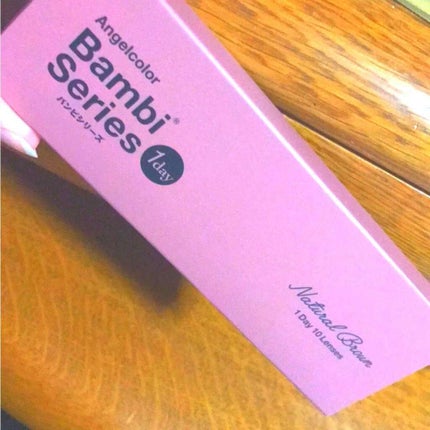 Angelcolor
Bambi®
Series
バンビシリーズ
1day
Natural Brown
1 Day 10 Lenses